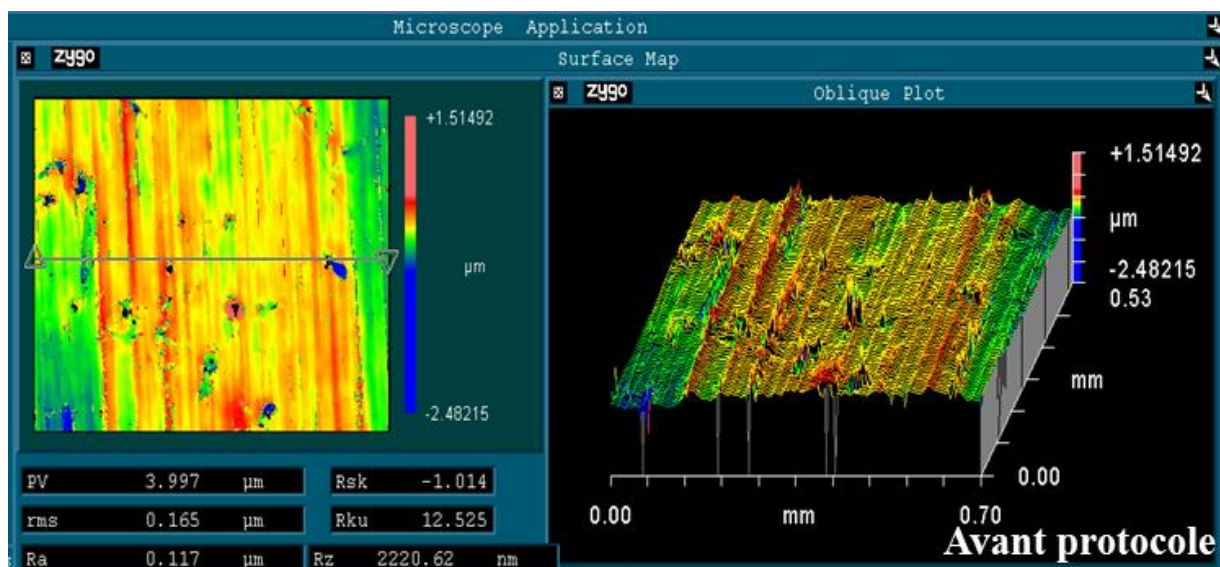 Microscope Application
zygo Surface Map
zygo Oblique Plot
+1.51492
µm
-2.48215
+1.51492
µm
-2.48215
0.53
mm
0.00
0.00 mm 0.70
PV 3.997 µm Rsk -1.014
rms 0.165 µm Rku 12.525
Ra 0.117 µm Rz 2220.62 nm
Avant protocole